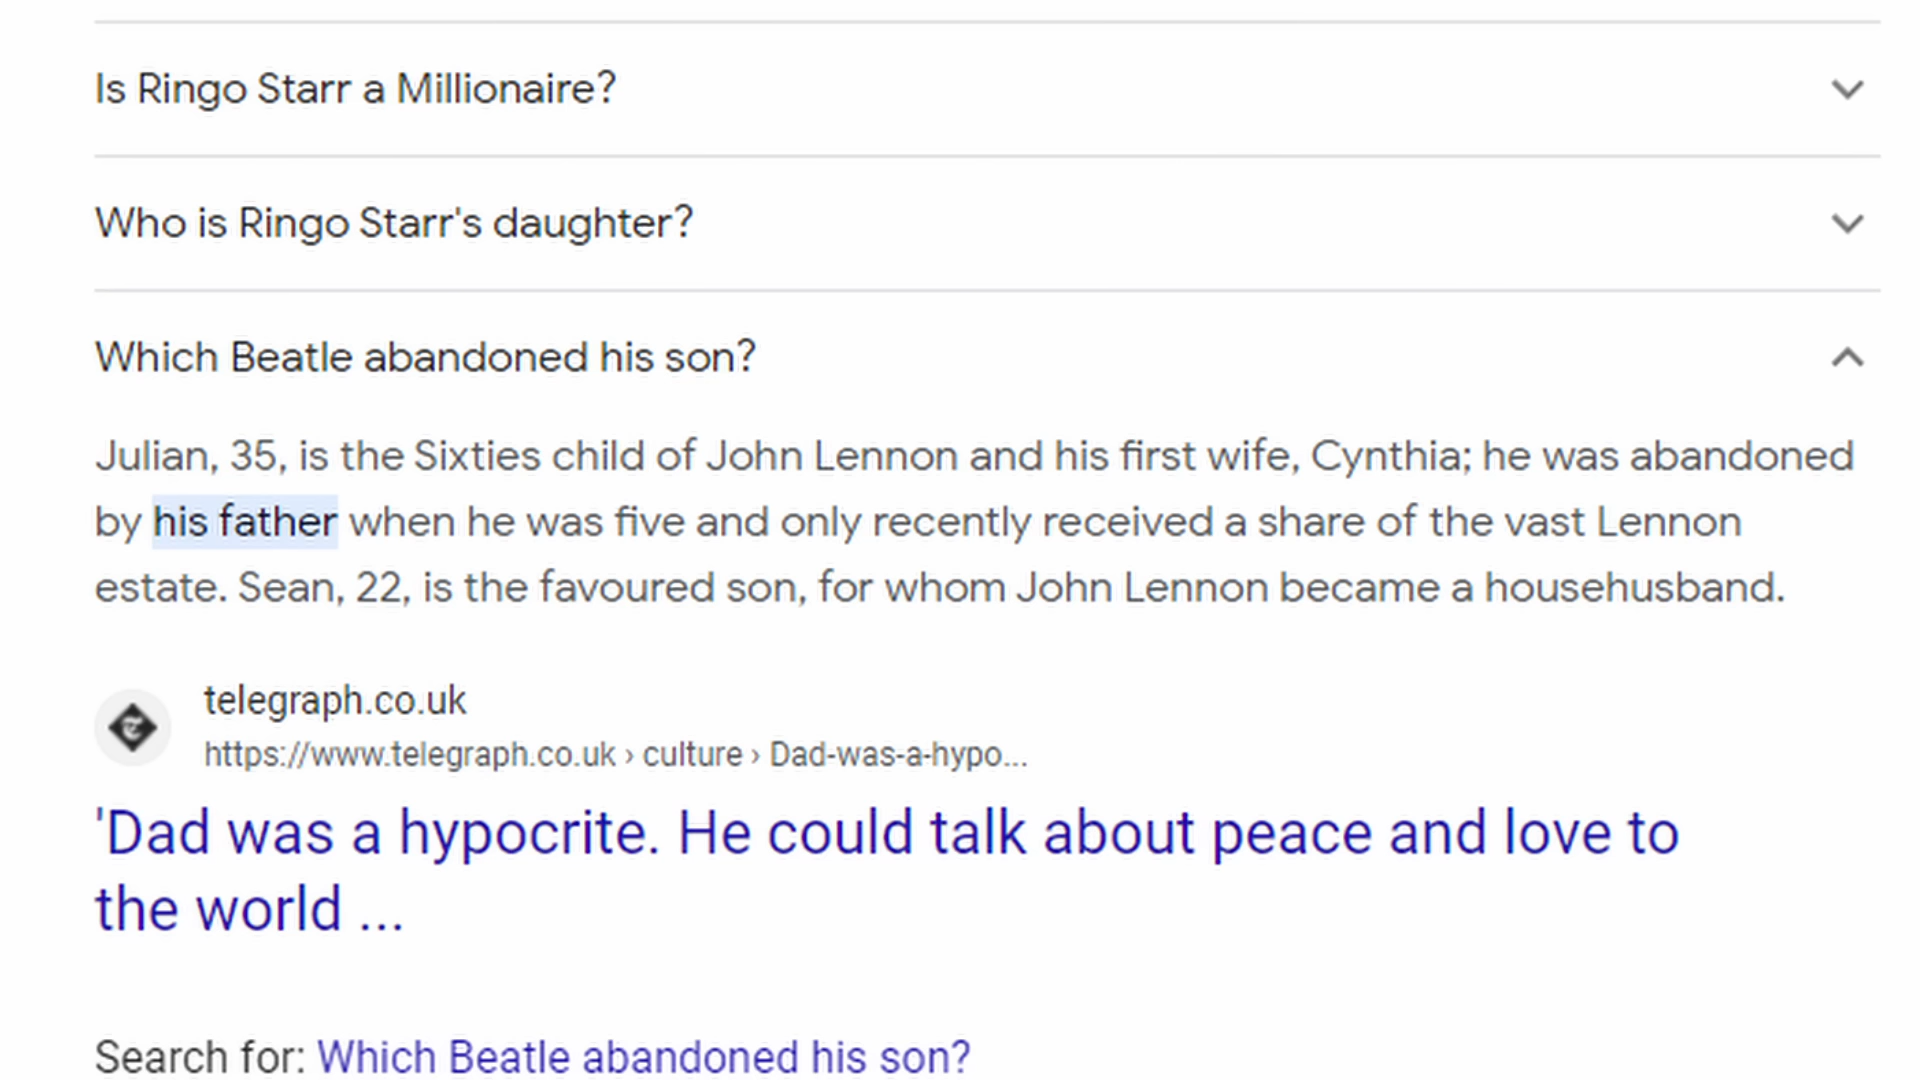 Is Ringo Starr a Millionaire?
Who is Ringo Starr's daughter?
Which Beatle abandoned his son?
Julian, 35, is the Sixties child of John Lennon and his first wife, Cynthia; he was abandoned
by his father when he was five and only recently received a share of the vast Lennon
estate. Sean, 22, is the favoured son, for whom John Lennon became a househusband.
telegraph.co.uk
https://www.telegraph.co.uk › culture › Dad-was-a-hypo...
'Dad was a hypocrite. He could talk about peace and love to
the world ...
Search for: Which Beatle abandoned his son?